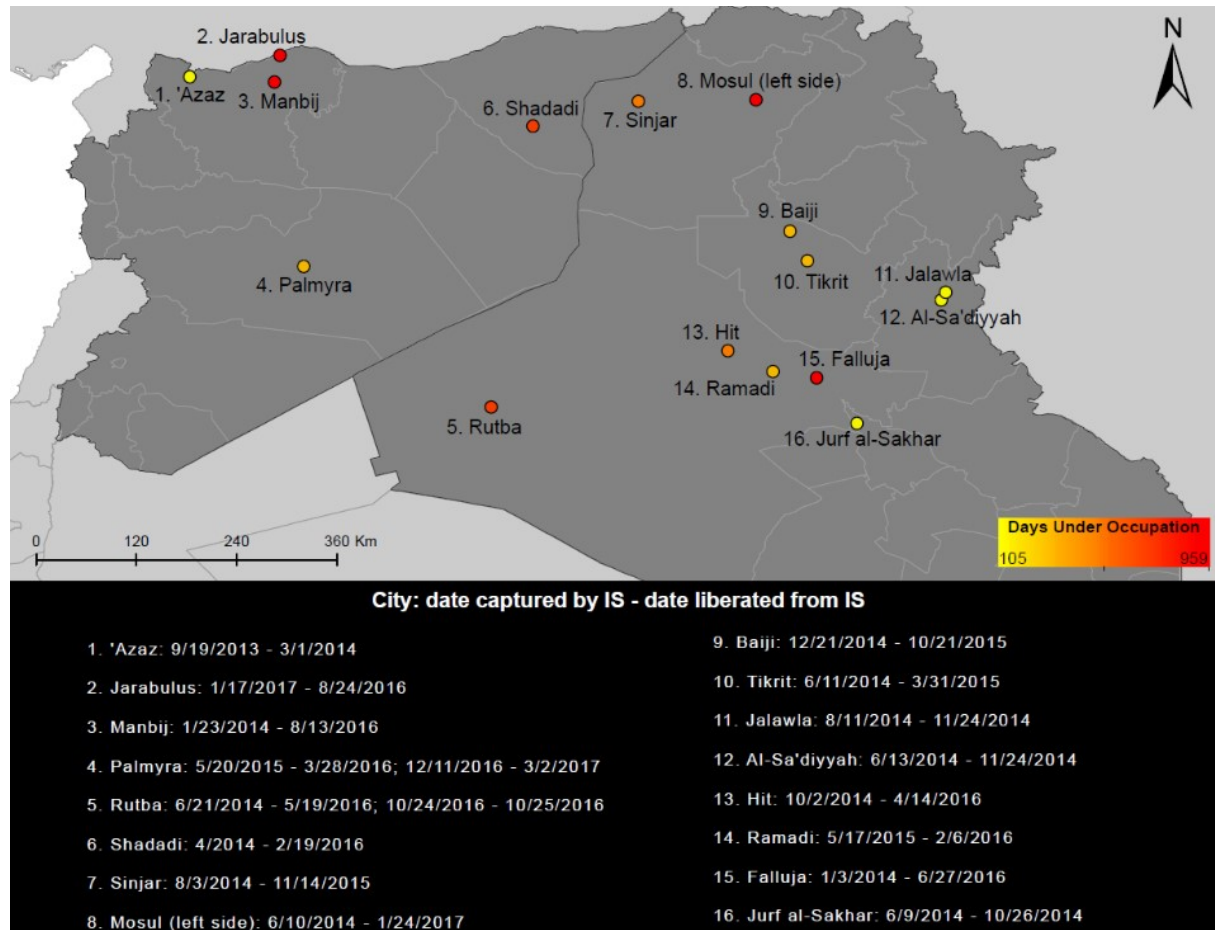 N
2. Jarabulus
1. 'Azaz
3. Manbij
8. Mosul (left side)
6. Shadadi
7. Sinjar
9. Baiji
10. Tikrit
4. Palmyra
11. Jalawla
12. Al-Sa'diyyah
13. Hit
15. Falluja
14. Ramadi
5. Rutba
16. Jurf al-Sakhar
Days Under Occupation
105 959
0 120 240 360 Km
City: date captured by IS - date liberated from IS
1. 'Azaz: 9/19/2013 - 3/1/2014
2. Jarabulus: 1/17/2017 - 8/24/2016
3. Manbij: 1/23/2014 - 8/13/2016
4. Palmyra: 5/20/2015 - 3/28/2016; 12/11/2016 - 3/2/2017
5. Rutba: 6/21/2014 - 5/19/2016; 10/24/2016 - 10/25/2016
6. Shadadi: 4/2014 - 2/19/2016
7. Sinjar: 8/3/2014 - 11/14/2015
8. Mosul (left side): 6/10/2014 - 1/24/2017
9. Baiji: 12/21/2014 - 10/21/2015
10. Tikrit: 6/11/2014 - 3/31/2015
11. Jalawla: 8/11/2014 - 11/24/2014
12. Al-Sa'diyyah: 6/13/2014 - 11/24/2014
13. Hit: 10/2/2014 - 4/14/2016
14. Ramadi: 5/17/2015 - 2/6/2016
15. Falluja: 1/3/2014 - 6/27/2016
16. Jurf al-Sakhar: 6/9/2014 - 10/26/2014